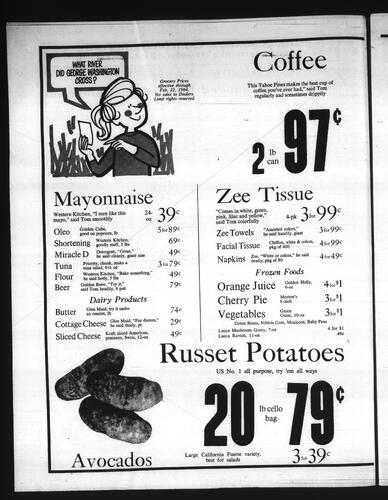 WHAT RIVER
DID GEORGE WASHINGTON
CROSS?
Grocery Prices
effective through
Feb. 22, 1964.
No sales to Dealers
Limit rights reserved.
Coffee
This Yahoo Pines makes the best cup of
coffee you've ever had," said Tom
regularly and sometimes drippily
2 lb can 97¢
Mayonnaise
Western Kitchen, "I sure like this
mayo," said Tom smoothly
24-oz 39¢
Oleo Golden Cube, good on popcorn, lb 5 for 89¢
Shortening Western Kitchen, goody stuff, 3 lbs 69¢
Miracle D Detergent, "Great," said he cleanly, giant size 49¢
Tuna Priority, chunk, make a tuna salad, 6½ oz 3 for 79¢
Flour Western Kitchen, "Bake something," said he hotly, 5 lbs 49¢
Beer Golden Brew, "Try it," said Tom headily, 6 pak 79¢
Dairy Products
Butter Glen Maid, try it under an omelet, lb 74¢
Cottage Cheese Glen Maid, "For dieters," said he thinly, pt 29¢
Sliced Cheese Kraft sliced American, pimiento, Swiss, 12-oz 49¢
Zee Tissue
"Comes in white, green,
pink, lilac and yellow,"
said Tom colorfully
4-pk 3 for 99¢
Zee Towels "Assorted colors," said he handily, giant 3 for 99¢
Facial Tissue Chiffon, white & colors, pkg of 400 4 for 99¢
Napkins Zee, "White or colors," he said neatly, pkg of 80 4 for 49¢
Frozen Foods
Orange Juice Golden Holly, 6-oz 4 for $1
Cherry Pie Morton's 8-inch 3 for $1
Vegetables Green Giant, 10-oz 3 for $1
Green Beans, Niblets Corn, Mexicorn, Baby Peas
Lucca Mushroom Gravy, 7-oz 4 for $1
Lucca Ravioli, 11-oz 49c
Russet Potatoes
US No. 1 all purpose, try 'em all ways
20 lb cello bag 79¢
Avocados
Large California Fuerte variety,
best for salads
3 for 39¢